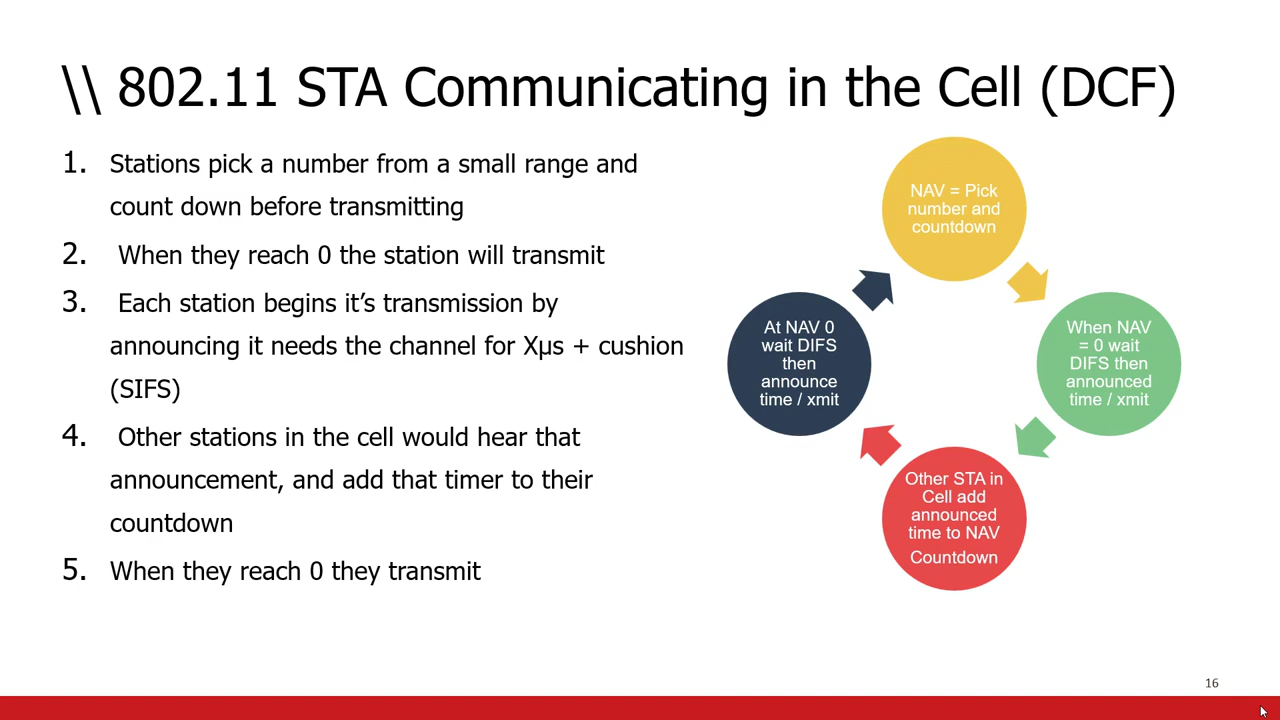 \\ 802.11 STA Communicating in the Cell (DCF)
1. Stations pick a number from a small range and
count down before transmitting
2. When they reach 0 the station will transmit
3. Each station begins it’s transmission by
announcing it needs the channel for Xµs + cushion
(SIFS)
4. Other stations in the cell would hear that
announcement, and add that timer to their
countdown
5. When they reach 0 they transmit
NAV = Pick
number and
countdown
When NAV
= 0 wait
DIFS then
announced
time / xmit
Other STA in
Cell add
announced
time to NAV
Countdown
At NAV 0
wait DIFS
then
announce
time / xmit
16